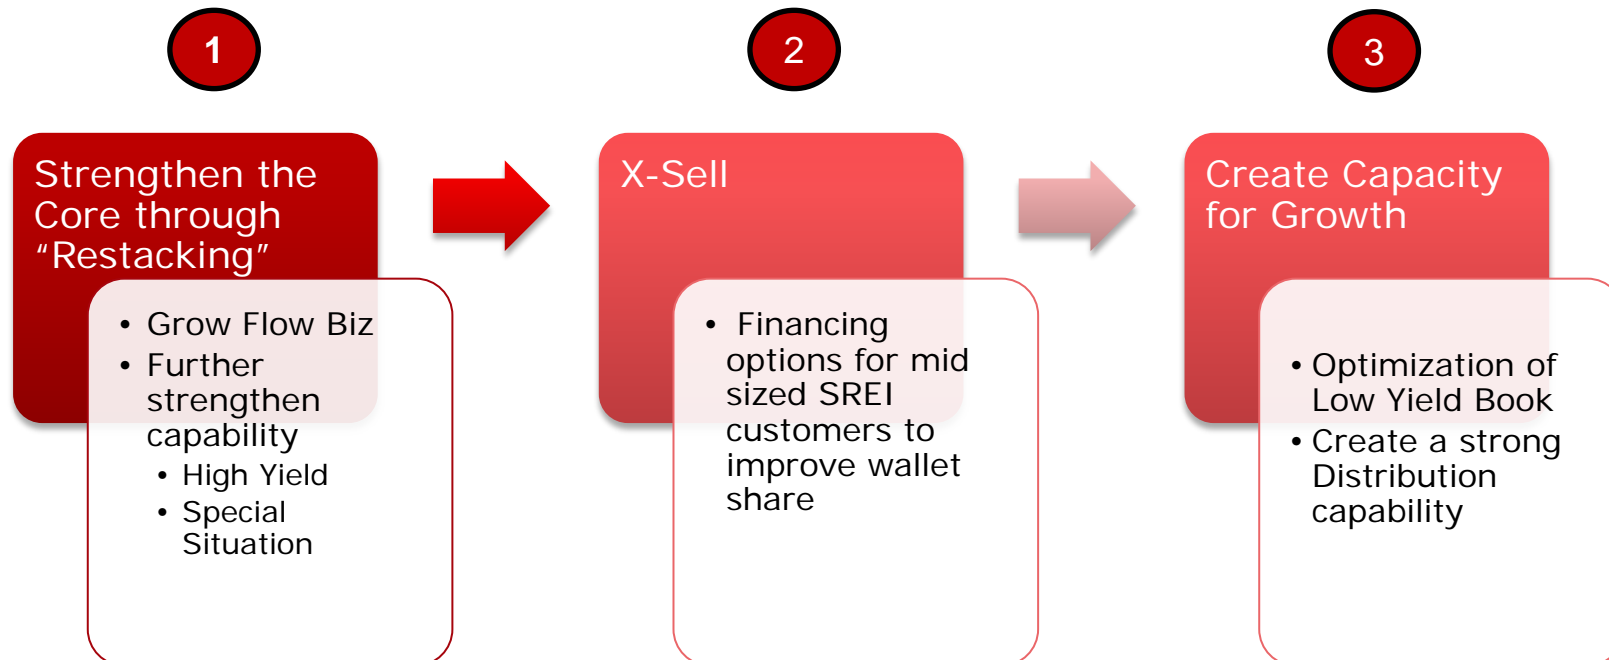 1
Strengthen the
Core through
“Restacking”
• Grow Flow Biz
• Further
strengthen
capability
• High Yield
• Special
Situation
2
X-Sell
• Financing
options for mid
sized SREI
customers to
improve wallet
share
3
Create Capacity
for Growth
• Optimization of
Low Yield Book
• Create a strong
Distribution
capability